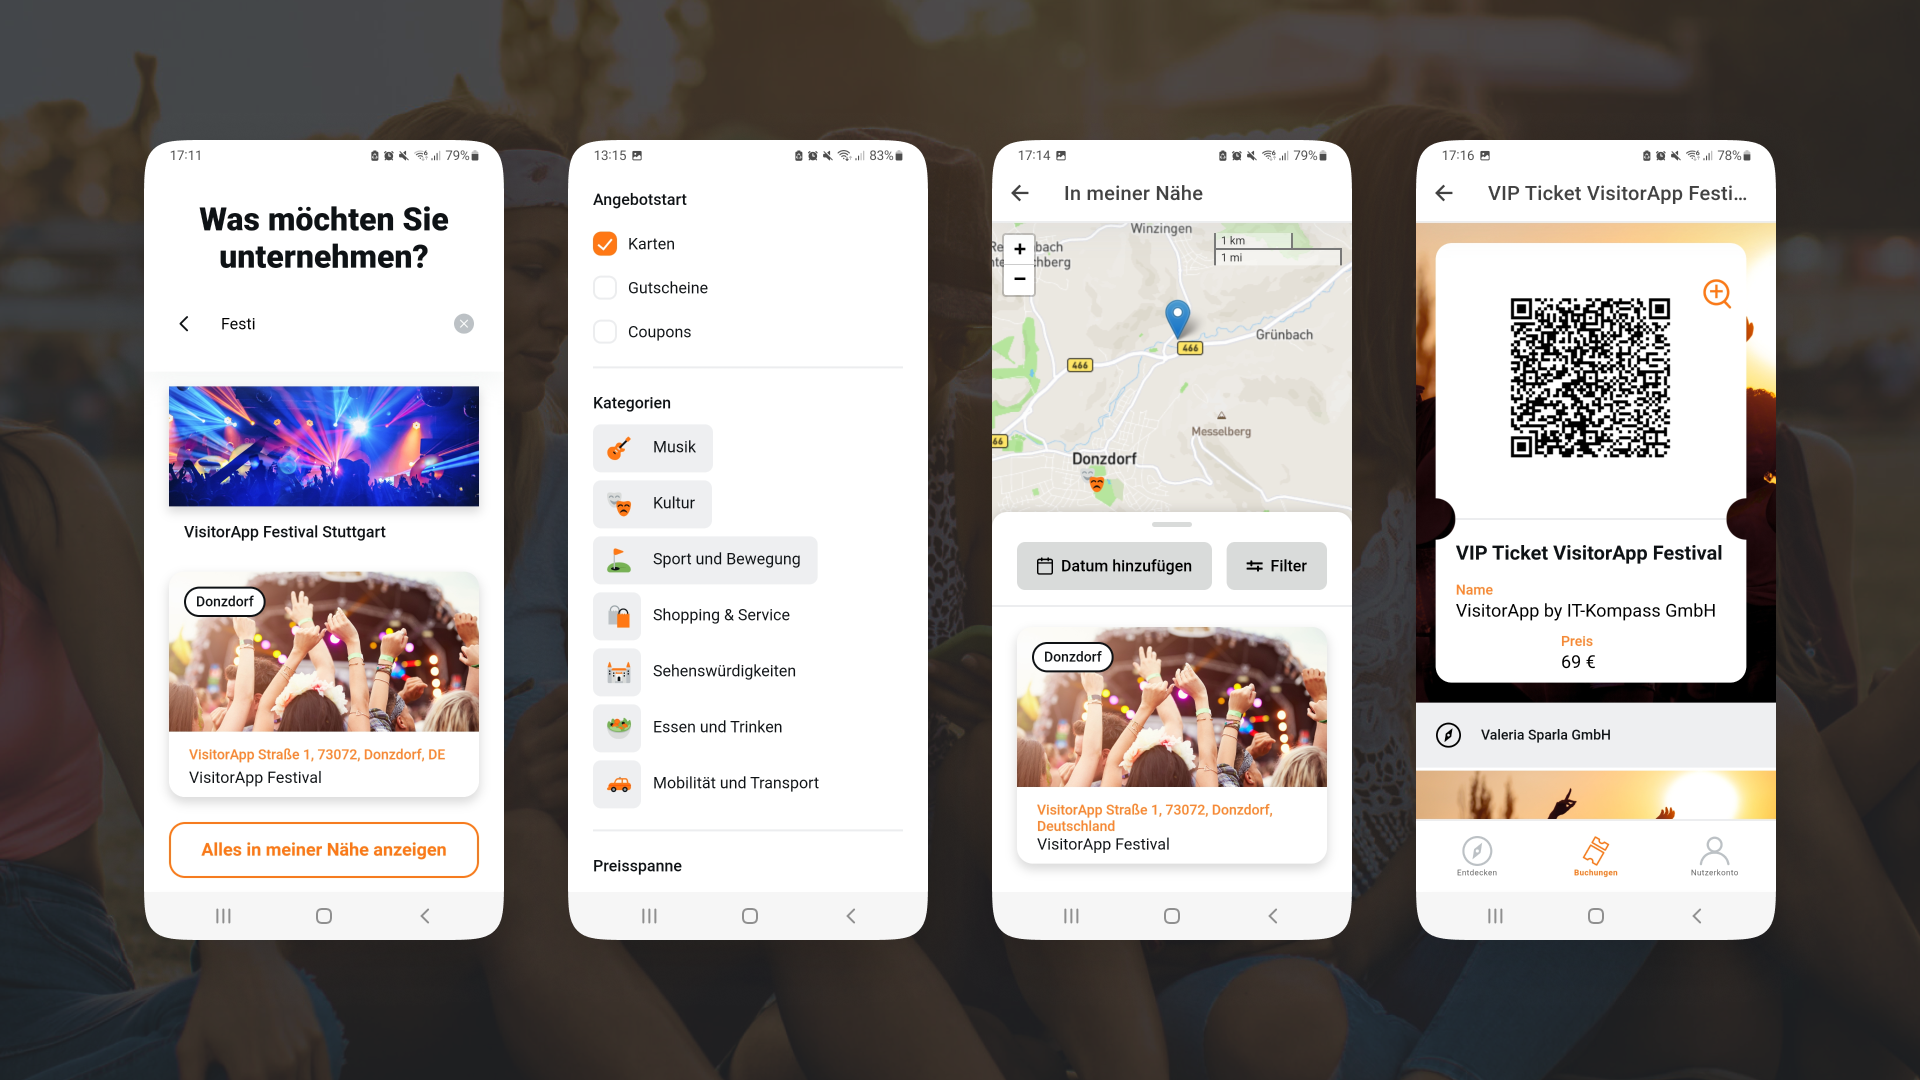 17:11
79%
Was möchten Sie
unternehmen?
Festi
VisitorApp Festival Stuttgart
Donzdorf
VisitorApp Straße 1, 73072, Donzdorf, DE
VisitorApp Festival
Alles in meiner Nähe anzeigen
13:15
83%
Angebotstart
Karten
Gutscheine
Coupons
Kategorien
Musik
Kultur
Sport und Bewegung
Shopping & Service
Sehenswürdigkeiten
Essen und Trinken
Mobilität und Transport
Preisspanne
17:14
79%
In meiner Nähe
Winzingen
+
−
1 km
1 mi
Grünbach
466
466
66
Messelberg
Donzdorf
Datum hinzufügen
Filter
Donzdorf
VisitorApp Straße 1, 73072, Donzdorf,
Deutschland
VisitorApp Festival
17:16
78%
VIP Ticket VisitorApp Festi...
VIP Ticket VisitorApp Festival
Name
VisitorApp by IT-Kompass GmbH
Preis
69 €
Valeria Sparla GmbH
Entdecken
Buchungen
Nutzerkonto